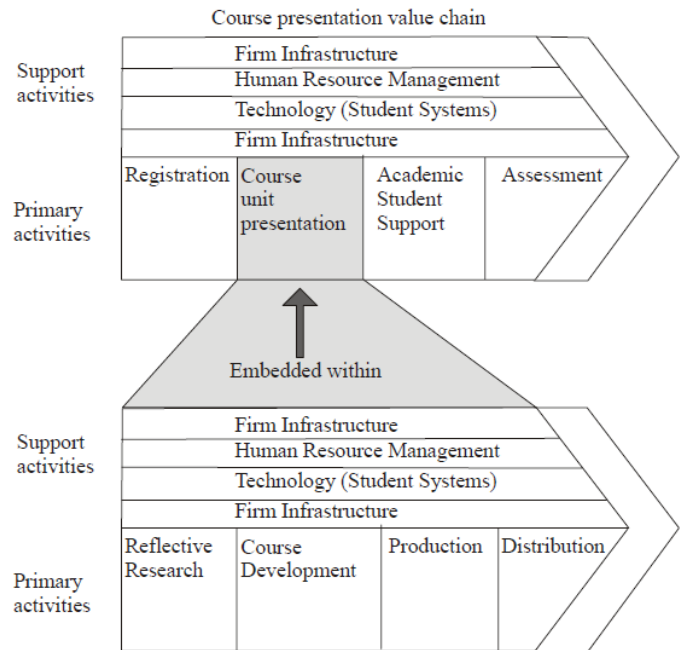 Course presentation value chain
Support
activities
Firm Infrastructure
Human Resource Management
Technology (Student Systems)
Firm Infrastructure
Primary
activities
Registration
Course
unit
presentation
Academic
Student
Support
Assessment
Embedded within
Support
activities
Firm Infrastructure
Human Resource Management
Technology (Student Systems)
Firm Infrastructure
Primary
activities
Reflective
Research
Course
Development
Production
Distribution